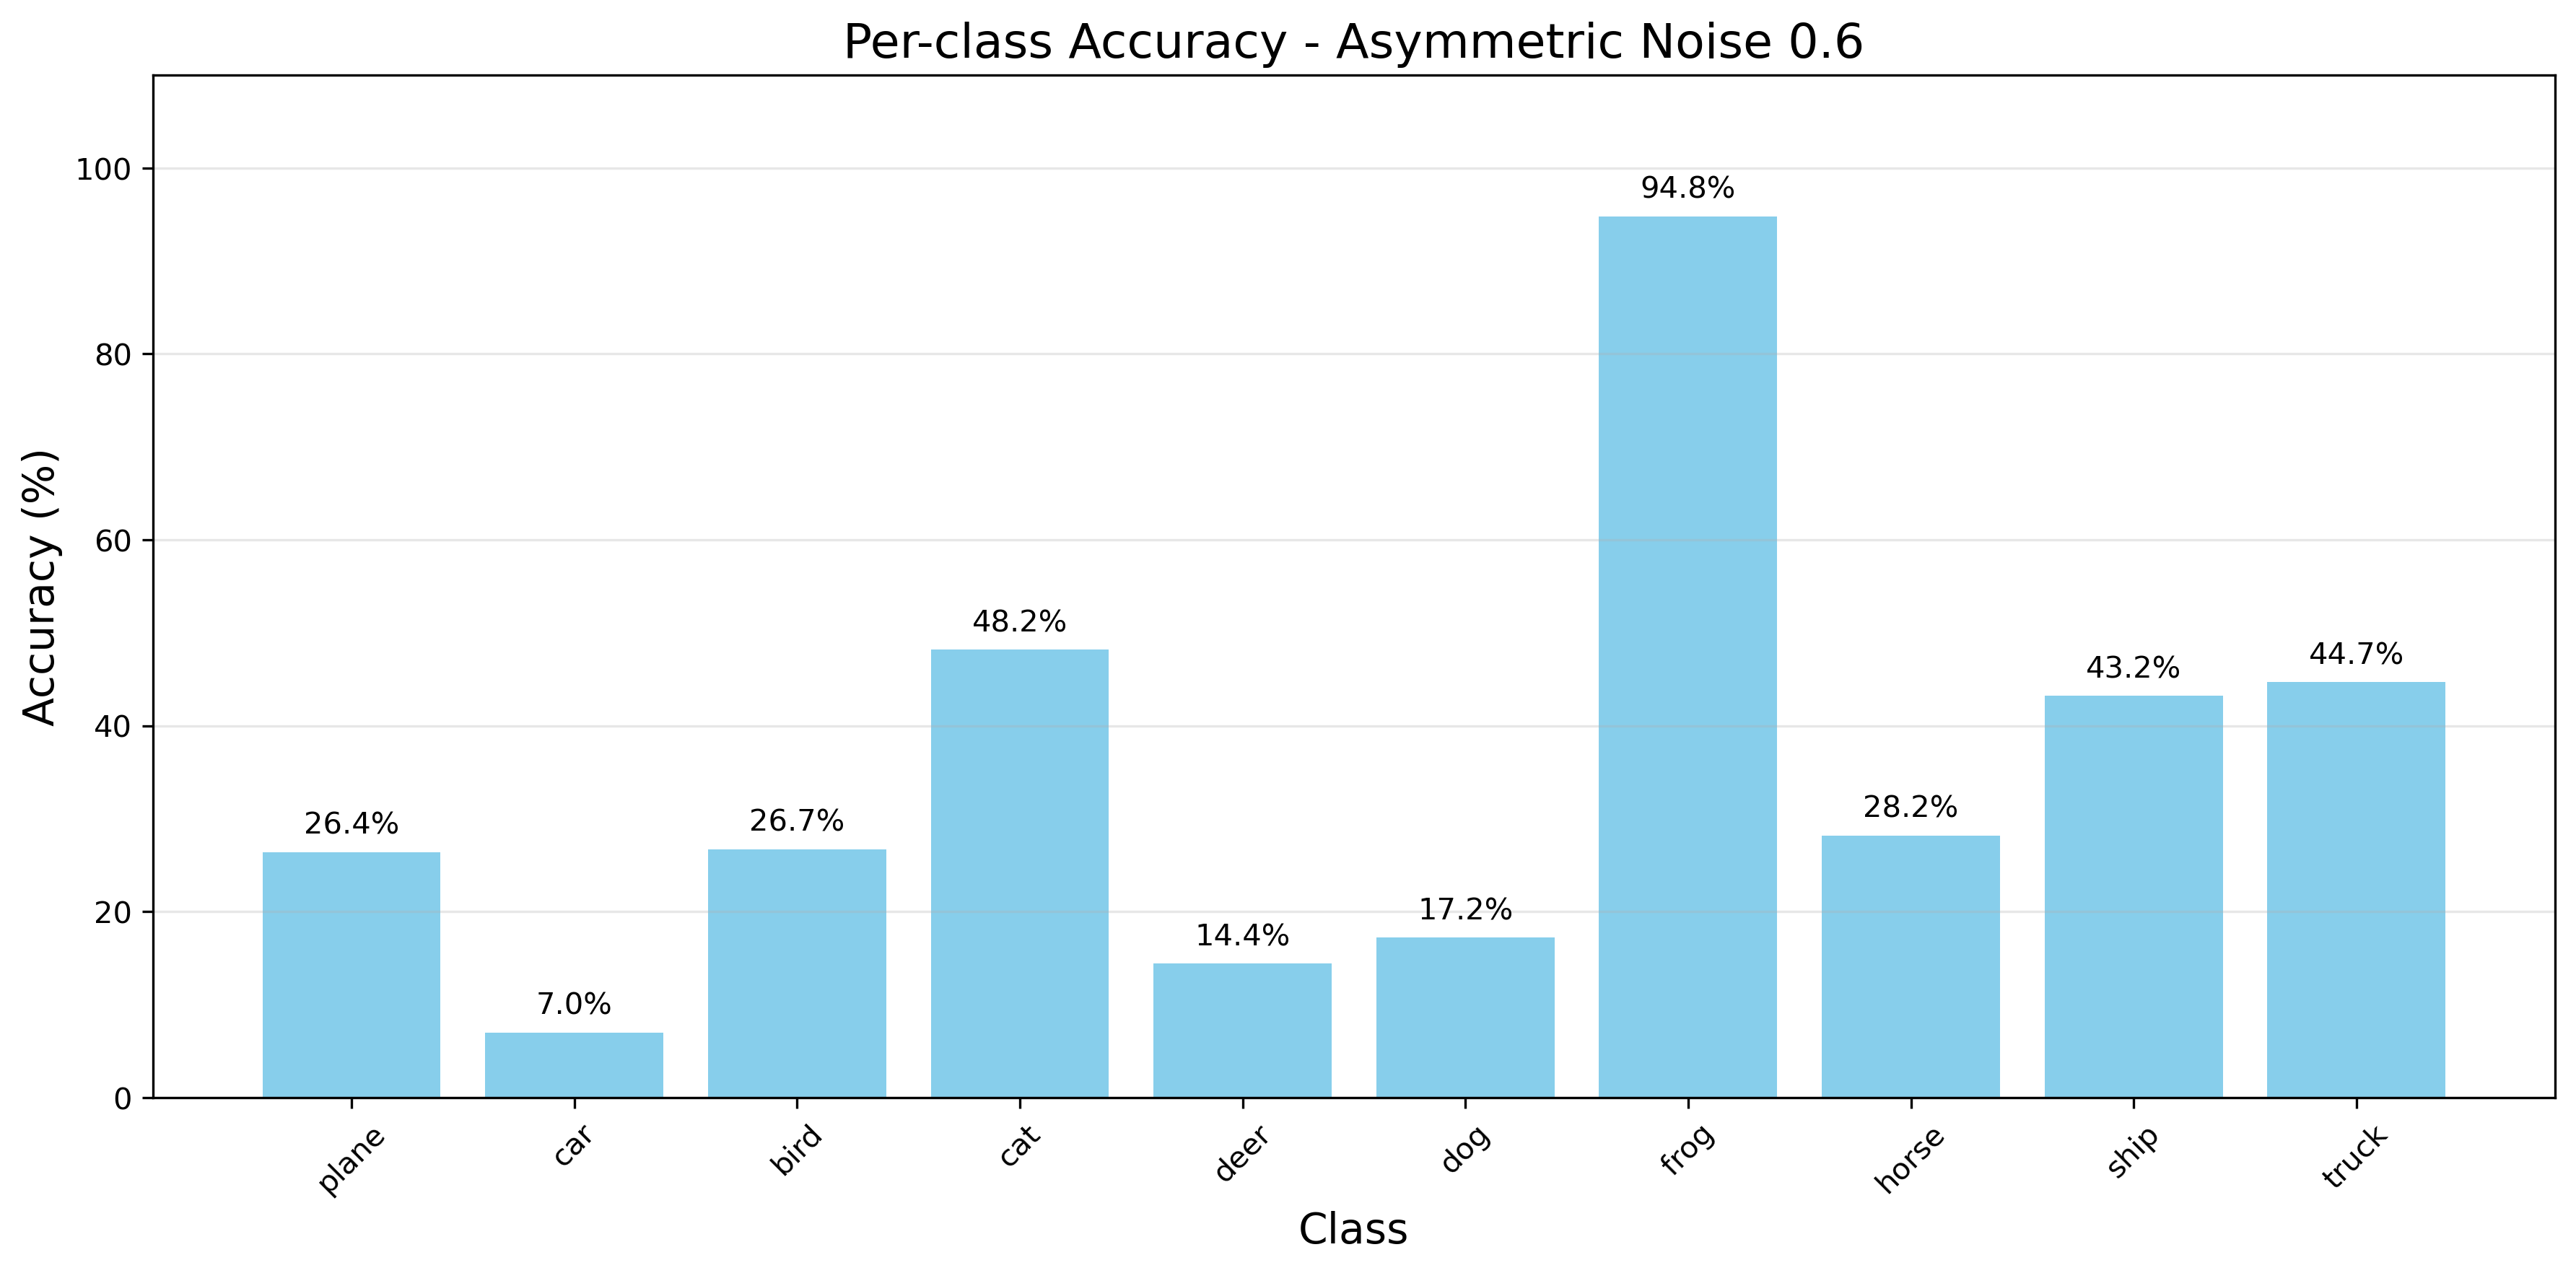 Per-class Accuracy - Asymmetric Noise 0.6
Accuracy (%)
100
80
60
40
20
0
26.4%
7.0%
26.7%
48.2%
14.4%
17.2%
94.8%
28.2%
43.2%
44.7%
plane
car
bird
cat
deer
dog
frog
horse
ship
truck
Class